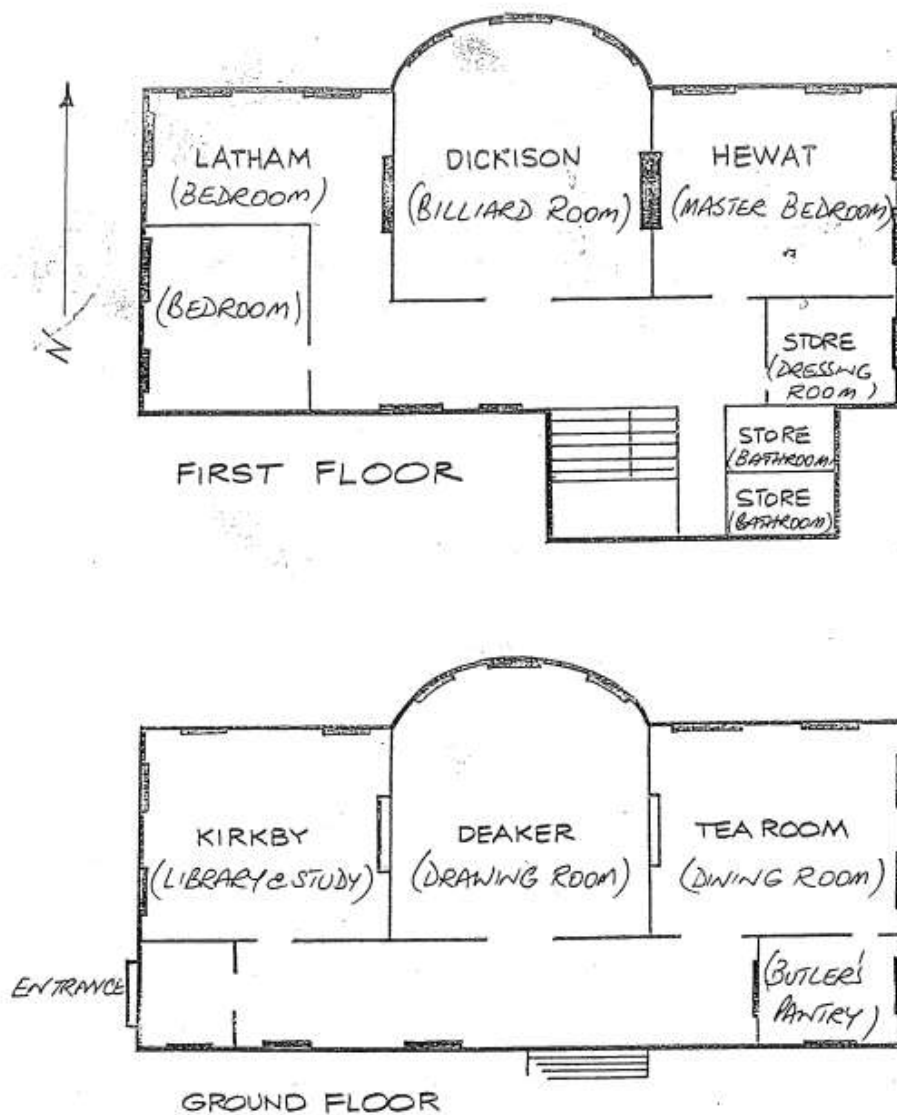 LATHAM
(BEDROOM)
DICKISON
(BILLIARD ROOM)
HEWAT
(MASTER BEDROOM)
(BEDROOM)
N
STORE
(DRESSING
ROOM)
STORE
(BATHROOM)
STORE
(BATHROOM)
FIRST FLOOR
KIRKBY
(LIBRARY & STUDY)
DEAKER
(DRAWING ROOM)
TEA ROOM
(DINING ROOM)
ENTRANCE
(BUTLER'S
PANTRY)
GROUND FLOOR